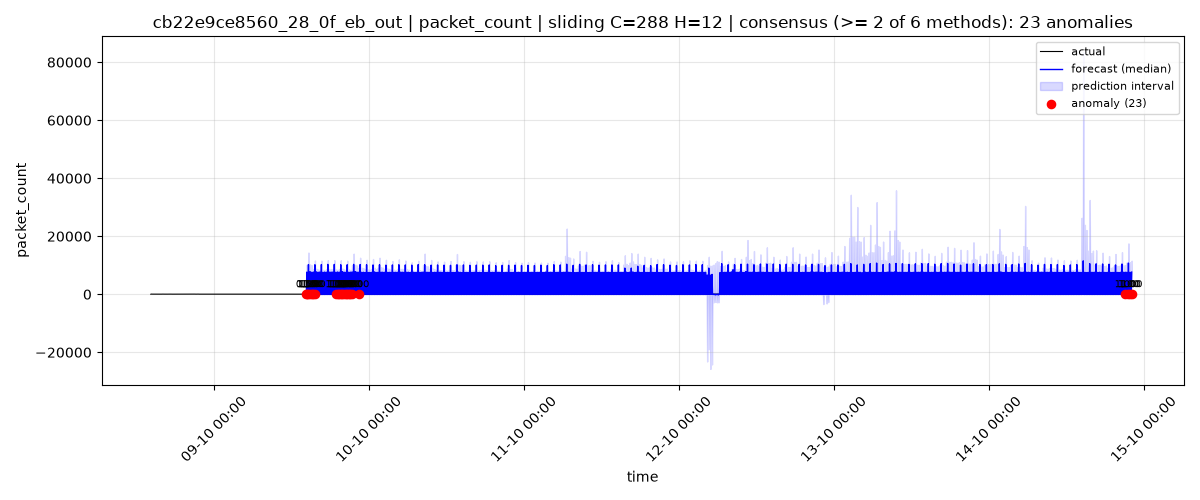 cb22e9ce8560_28_0f_eb_out | packet_count | sliding C=288 H=12 | consensus (>= 2 of 6 methods): 23 anomalies
actual
forecast (median)
prediction interval
anomaly (23)
packet_count
80000
60000
40000
20000
0
−20000
09-10 00:00
10-10 00:00
11-10 00:00
12-10 00:00
13-10 00:00
14-10 00:00
15-10 00:00
time